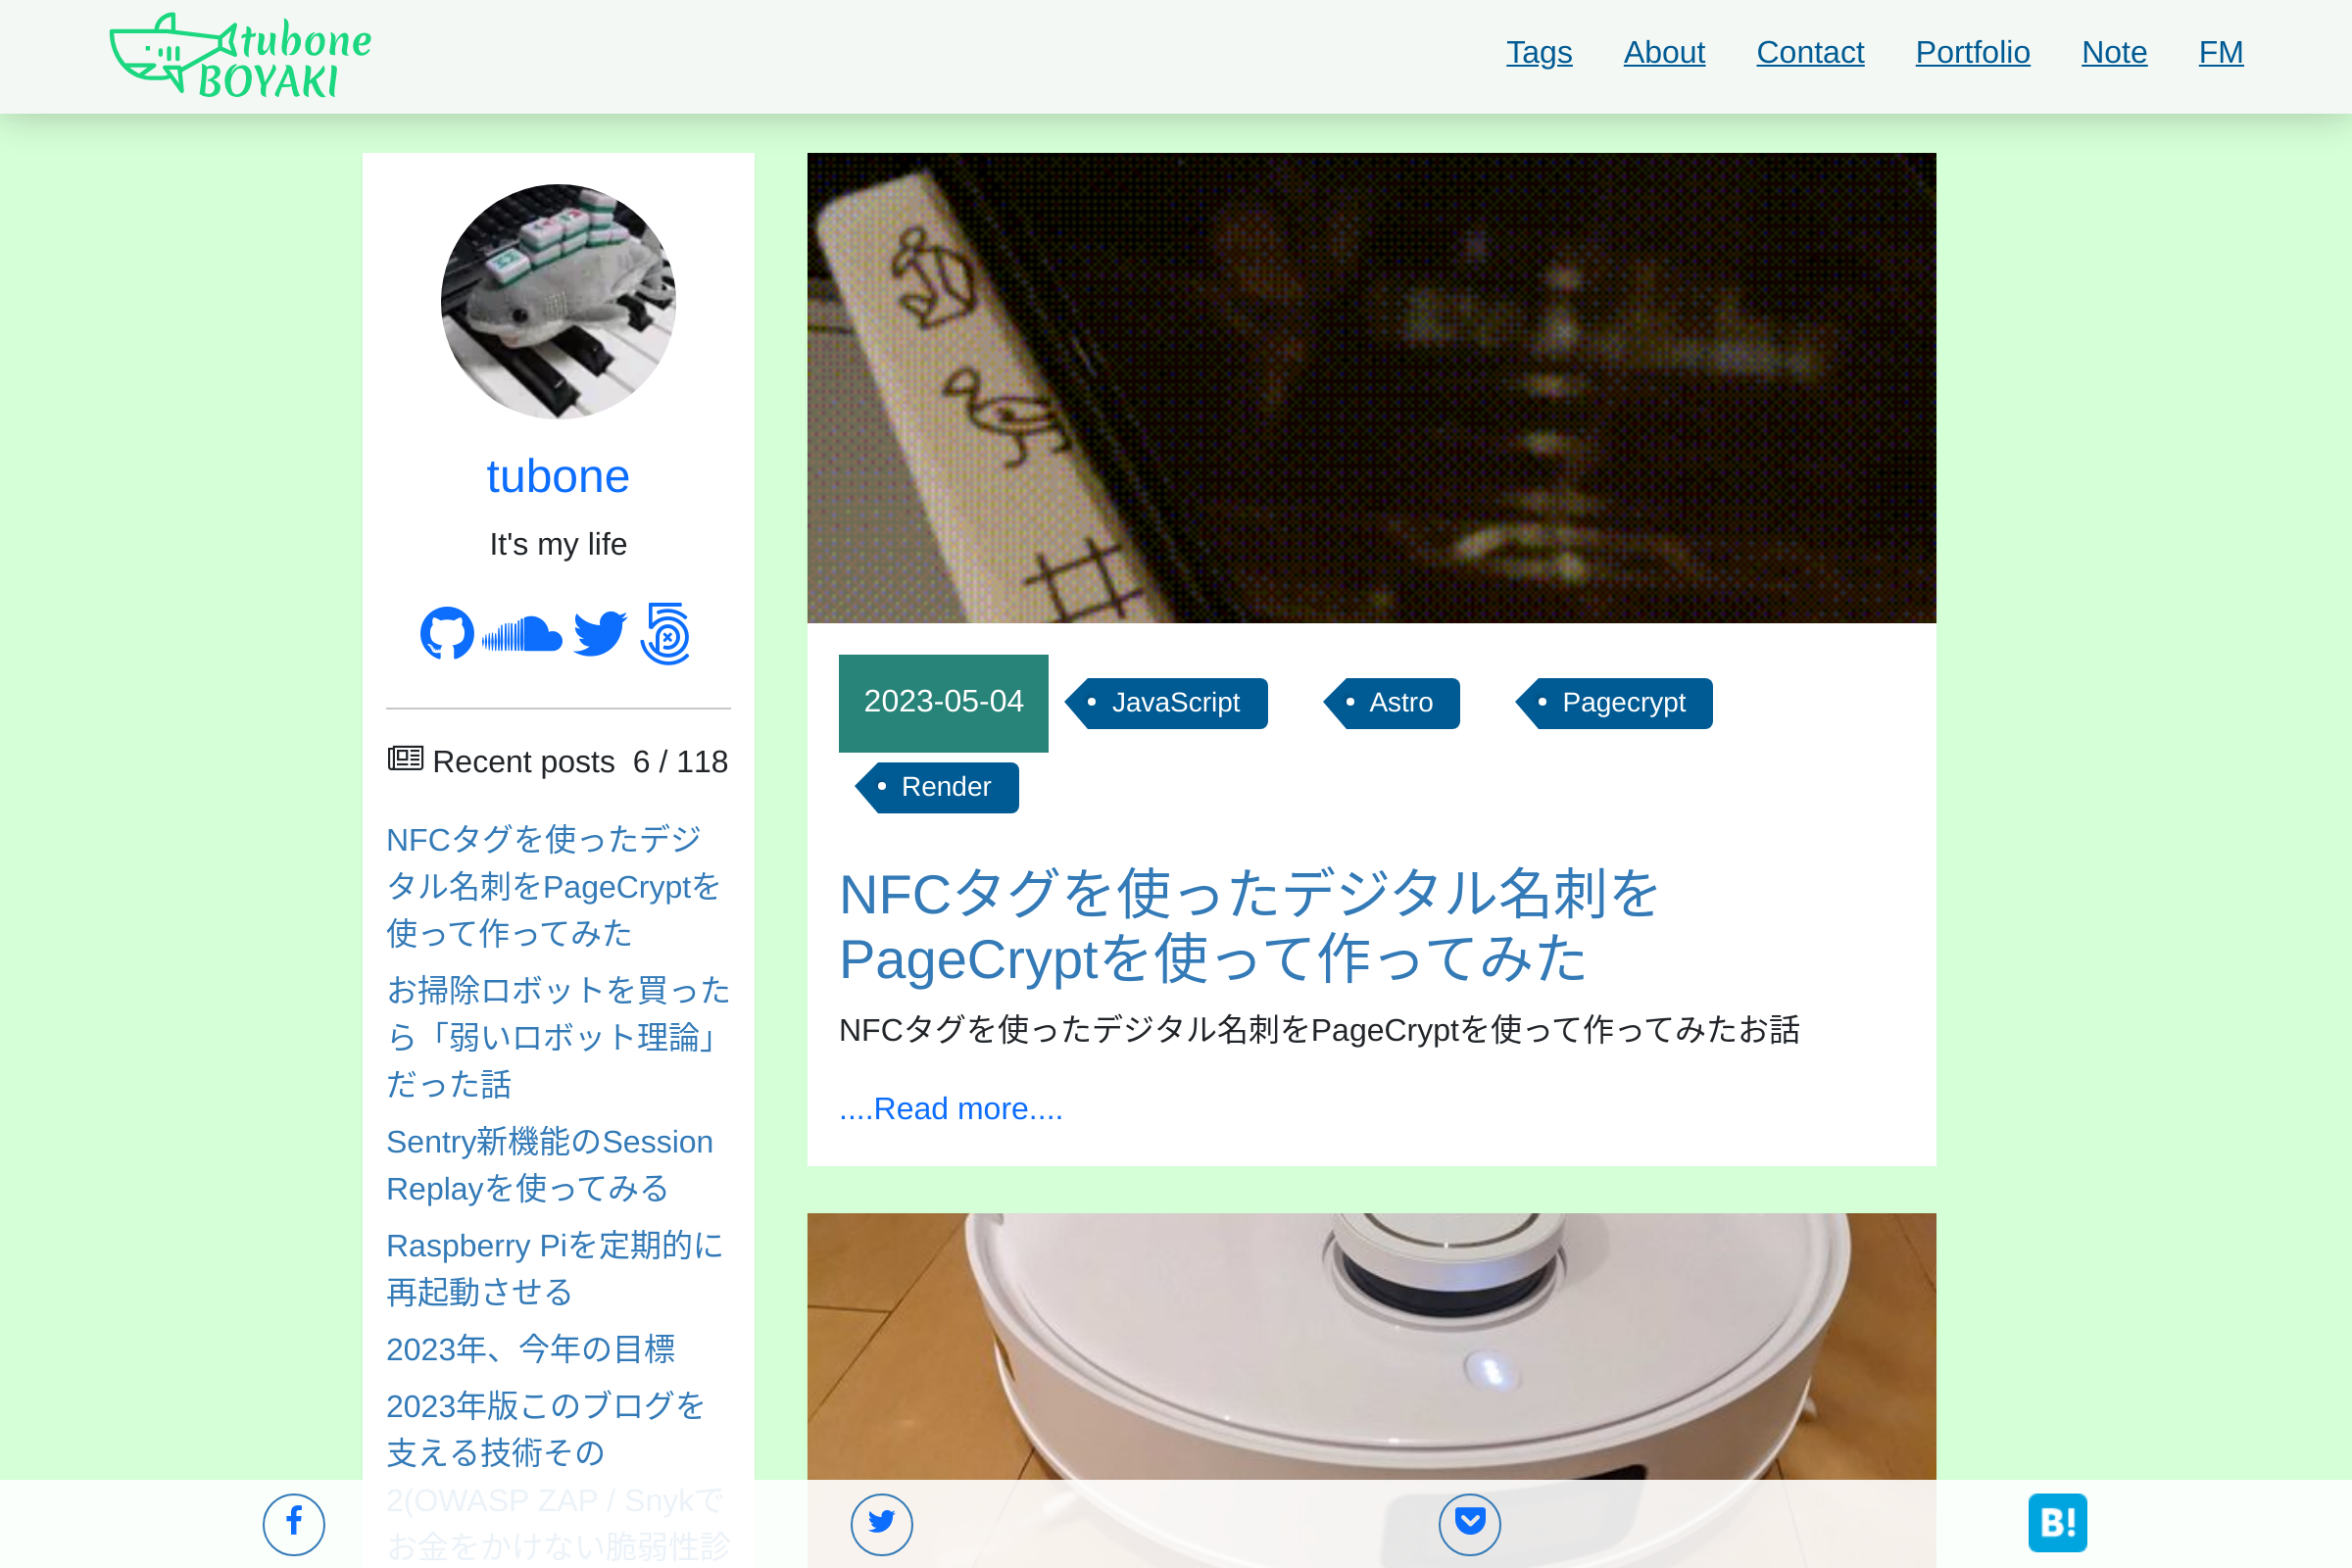 tubone
BOYAKI
Tags About Contact Portfolio Note FM
tubone
It's my life
Recent posts 6 / 118
NFCタグを使ったデジ
タル名刺をPageCryptを
使って作ってみた
お掃除ロボットを買った
ら「弱いロボット理論」
だった話
Sentry新機能のSession
Replayを使ってみる
Raspberry Piを定期的に
再起動させる
2023年、今年の目標
2023年版このブログを
支える技術その
2(OWASP ZAP / Snykで
お金をかけない脆弱性診
2023-05-04 JavaScript Astro Pagecrypt
Render
NFCタグを使ったデジタル名刺を
PageCryptを使って作ってみた
NFCタグを使ったデジタル名刺をPageCryptを使って作ってみたお話
....Read more....
B!